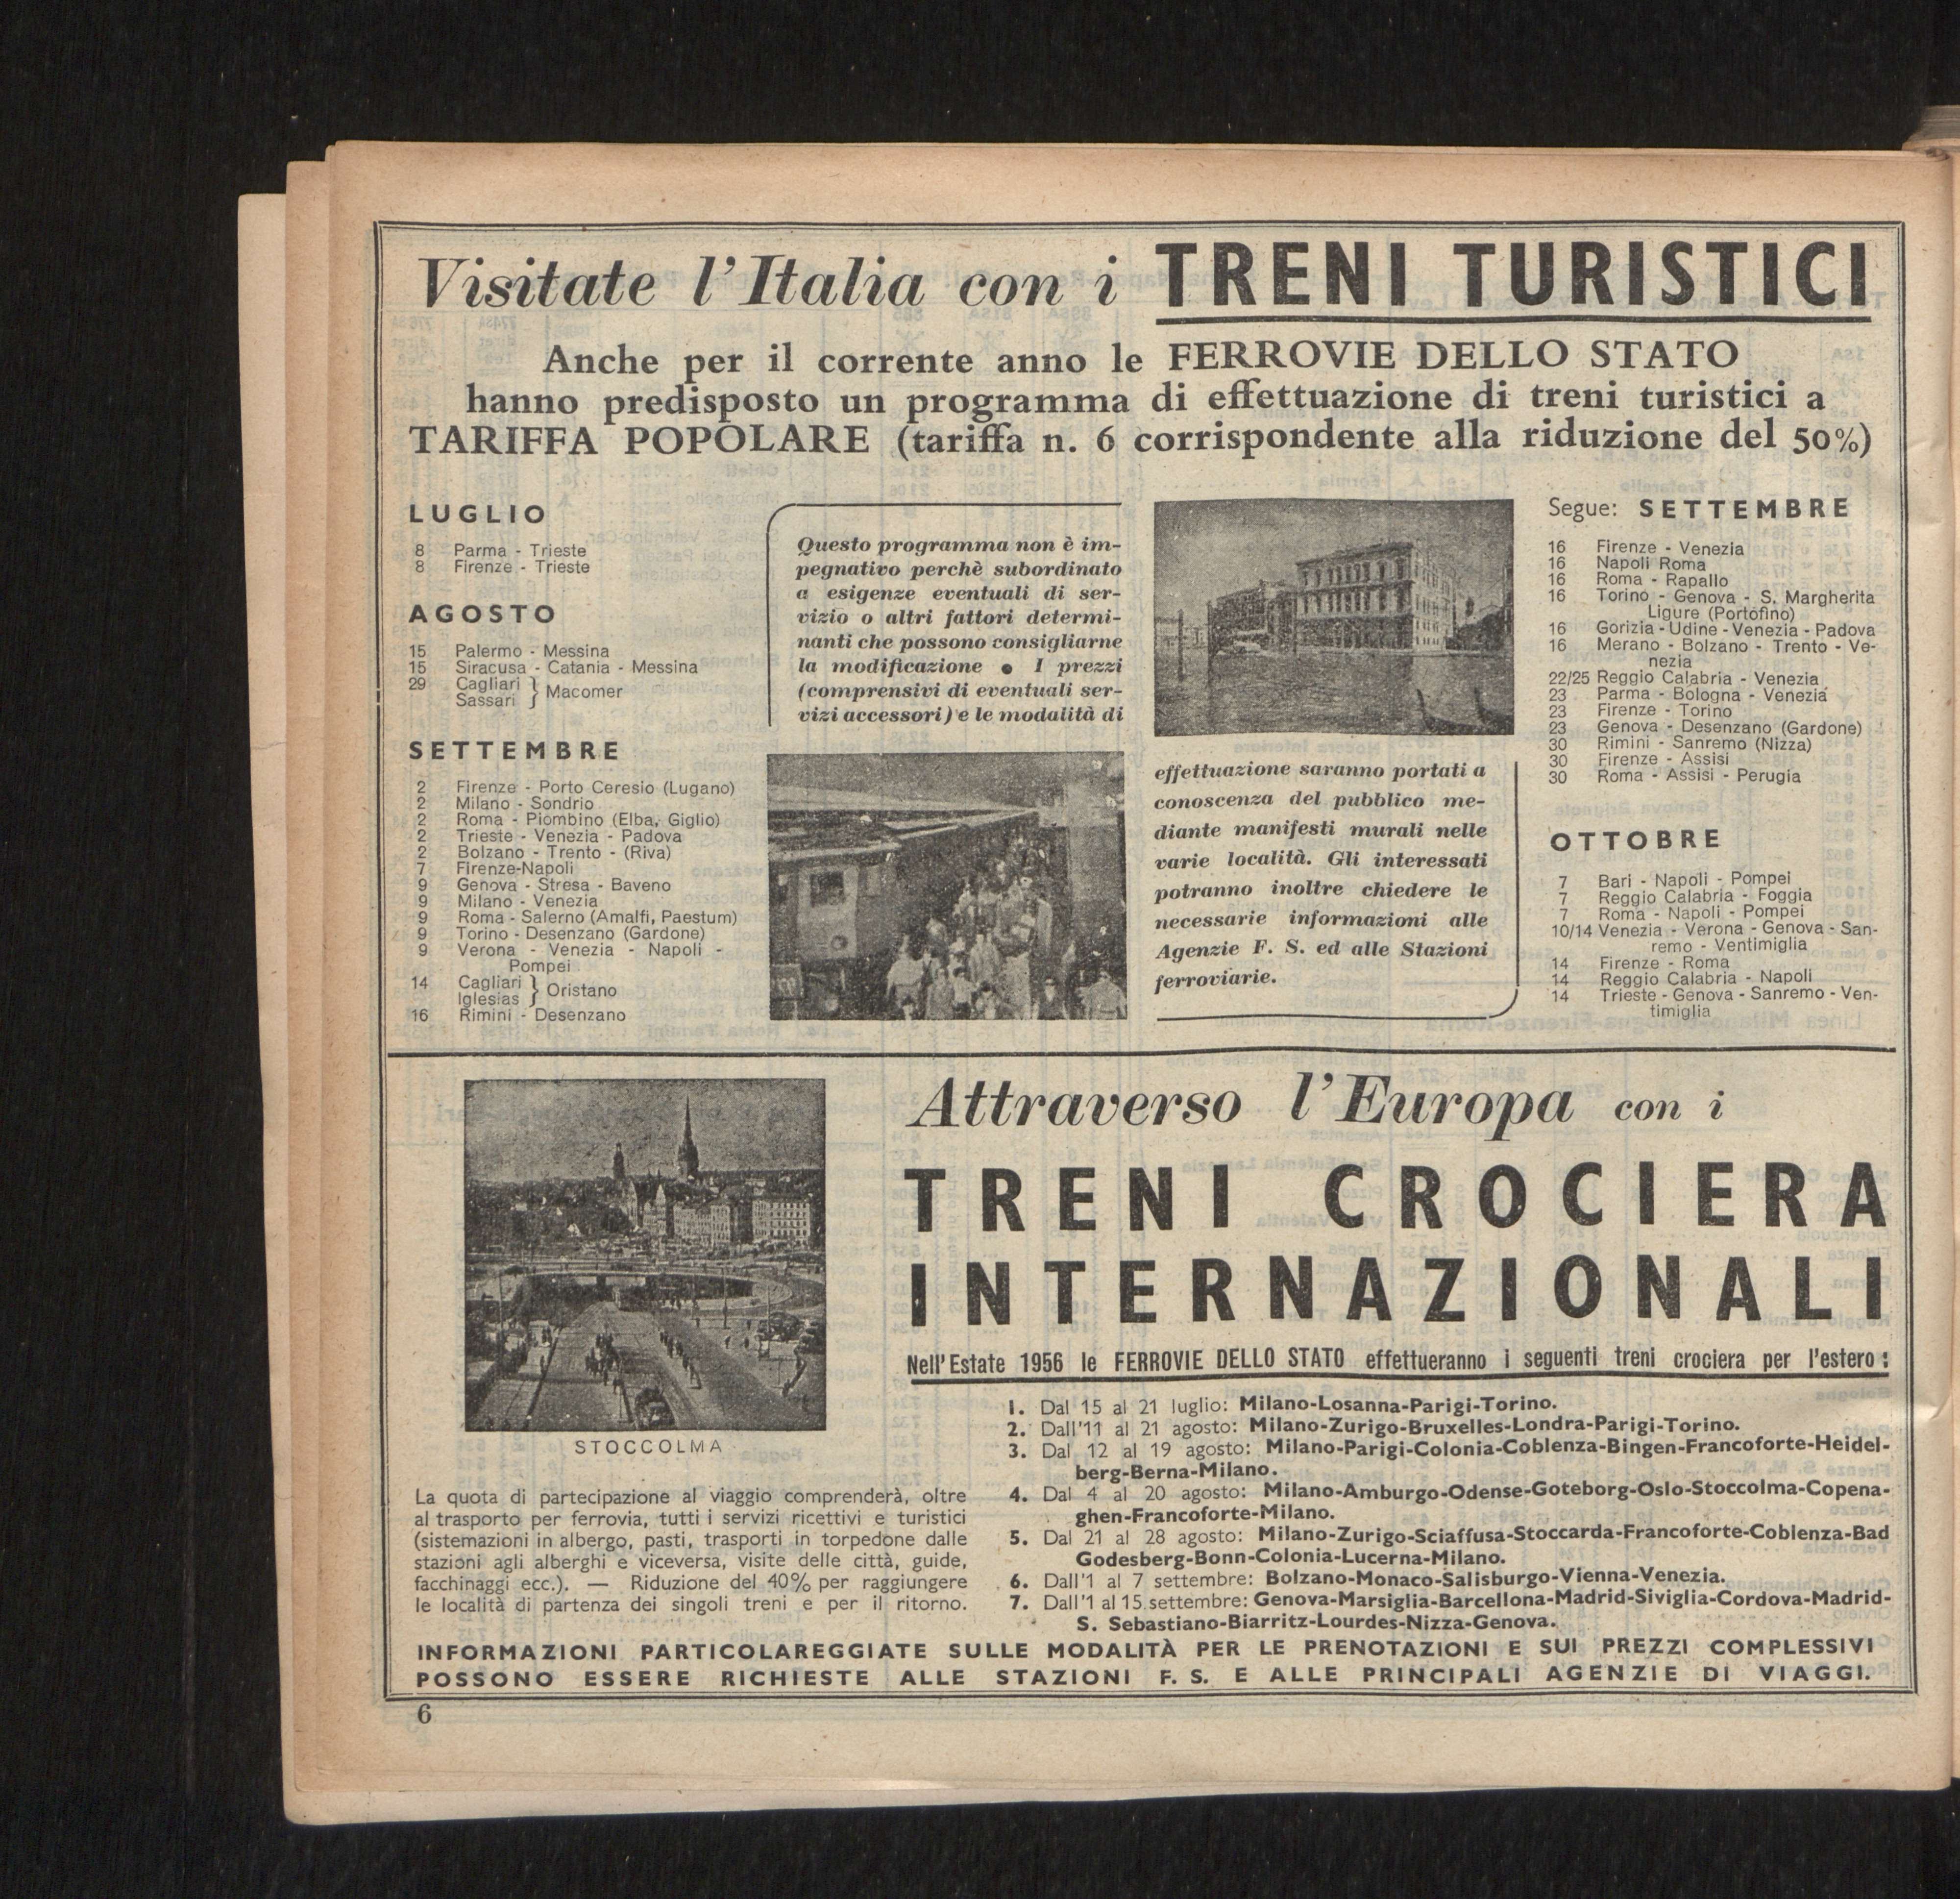 Visitate l'Italia con i TRENI TURISTICI
Anche per il corrente anno le FERROVIE DELLO STATO
hanno predisposto un programma di effettuazione di treni turistici a
TARIFFA POPOLARE (tariffa n. 6 corrispondente alla riduzione del 50%)
LUGLIO
8 Parma - Trieste
8 Firenze - Trieste
AGOSTO
15 Palermo - Messina
15 Siracusa - Catania - Messina
29 Cagliari } Macomer
Sassari
SETTEMBRE
2 Firenze - Porto Ceresio (Lugano)
2 Milano - Sondrio
2 Roma - Piombino (Elba, Giglio)
2 Trieste - Venezia - Padova
2 Bolzano - Trento - (Riva)
7 Firenze-Napoli
9 Genova - Stresa - Baveno
9 Milano - Venezia
9 Roma - Salerno (Amalfi, Paestum)
9 Torino - Desenzano (Gardone)
9 Verona - Venezia - Napoli -
Pompei
14 Cagliari } Oristano
Iglesias
16 Rimini - Desenzano
Questo programma non è im-
pegnativo perchè subordinato
a esigenze eventuali di ser-
vizio o altri fattori determi-
nanti che possono consigliarne
la modificazione ● I prezzi
(comprensivi di eventuali ser-
vizi accessori) e le modalità di
effettuazione saranno portati a
conoscenza del pubblico me-
diante manifesti murali nelle
varie località. Gli interessati
potranno inoltre chiedere le
necessarie informazioni alle
Agenzie F. S. ed alle Stazioni
ferroviarie.
Segue: SETTEMBRE
16 Firenze - Venezia
16 Napoli Roma
16 Roma - Rapallo
16 Torino - Genova - S. Margherita
Ligure (Portofino)
16 Gorizia - Udine - Venezia - Padova
16 Merano - Bolzano - Trento - Ve-
nezia
22/25 Reggio Calabria - Venezia
23 Parma - Bologna - Venezia
23 Firenze - Torino
23 Genova - Desenzano (Gardone)
30 Rimini - Sanremo (Nizza)
30 Firenze - Assisi
30 Roma - Assisi - Perugia
OTTOBRE
7 Bari - Napoli - Pompei
7 Reggio Calabria - Foggia
7 Roma - Napoli - Pompei
10/14 Venezia - Verona - Genova - San-
remo - Ventimiglia
14 Firenze - Roma
14 Reggio Calabria - Napoli
14 Trieste - Genova - Sanremo - Ven-
timiglia
Attraverso l'Europa con i
TRENI CROCIERA
INTERNAZIONALI
Nell'Estate 1956 le FERROVIE DELLO STATO effettueranno i seguenti treni crociera per l'estero:
STOCCOLMA
La quota di partecipazione al viaggio comprenderà, oltre
al trasporto per ferrovia, tutti i servizi ricettivi e turistici
(sistemazioni in albergo, pasti, trasporti in torpedone dalle
stazioni agli alberghi e viceversa, visite delle città, guide,
facchinaggi ecc.). — Riduzione del 40% per raggiungere
le località di partenza dei singoli treni e per il ritorno.
1. Dal 15 al 21 luglio: Milano-Losanna-Parigi-Torino.
2. Dall'11 al 21 agosto: Milano-Zurigo-Bruxelles-Londra-Parigi-Torino.
3. Dal 12 al 19 agosto: Milano-Parigi-Colonia-Coblenza-Bingen-Francoforte-Heidel-
berg-Berna-Milano.
4. Dal 4 al 20 agosto: Milano-Amburgo-Odense-Goteborg-Oslo-Stoccolma-Copena-
ghen-Francoforte-Milano.
5. Dal 21 al 28 agosto: Milano-Zurigo-Sciaffusa-Stoccarda-Francoforte-Coblenza-Bad
Godesberg-Bonn-Colonia-Lucerna-Milano.
6. Dall'1 al 7 settembre: Bolzano-Monaco-Salisburgo-Vienna-Venezia.
7. Dall'1 al 15 settembre: Genova-Marsiglia-Barcellona-Madrid-Siviglia-Cordova-Madrid-
S. Sebastiano-Biarritz-Lourdes-Nizza-Genova.
INFORMAZIONI PARTICOLAREGGIATE SULLE MODALITÀ PER LE PRENOTAZIONI E SUI PREZZI COMPLESSIVI
POSSONO ESSERE RICHIESTE ALLE STAZIONI F. S. E ALLE PRINCIPALI AGENZIE DI VIAGGI.
6